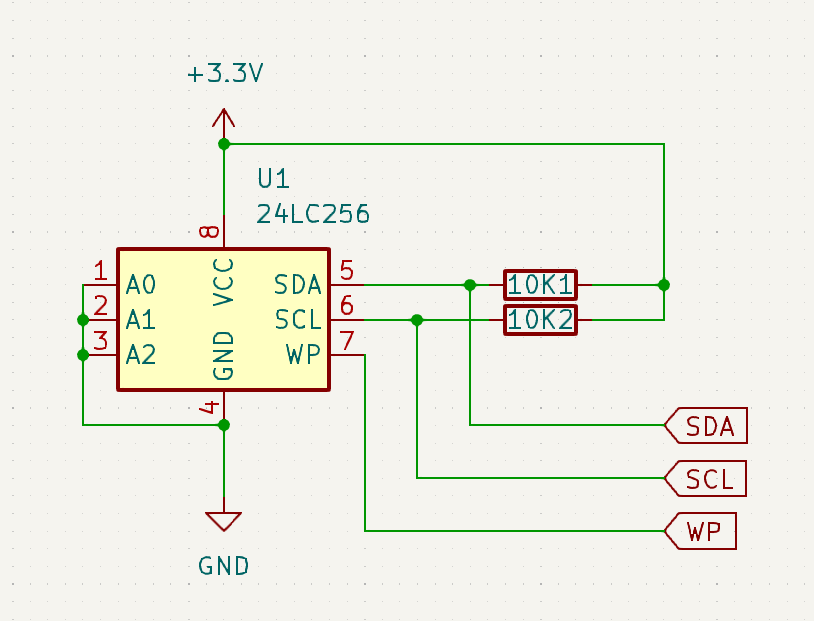 +3.3V
U1
24LC256
8
1
2
3
A0
A1
A2
VCC
GND
SDA
SCL
WP
5
6
7
4
10K1
10K2
SDA
SCL
WP
GND